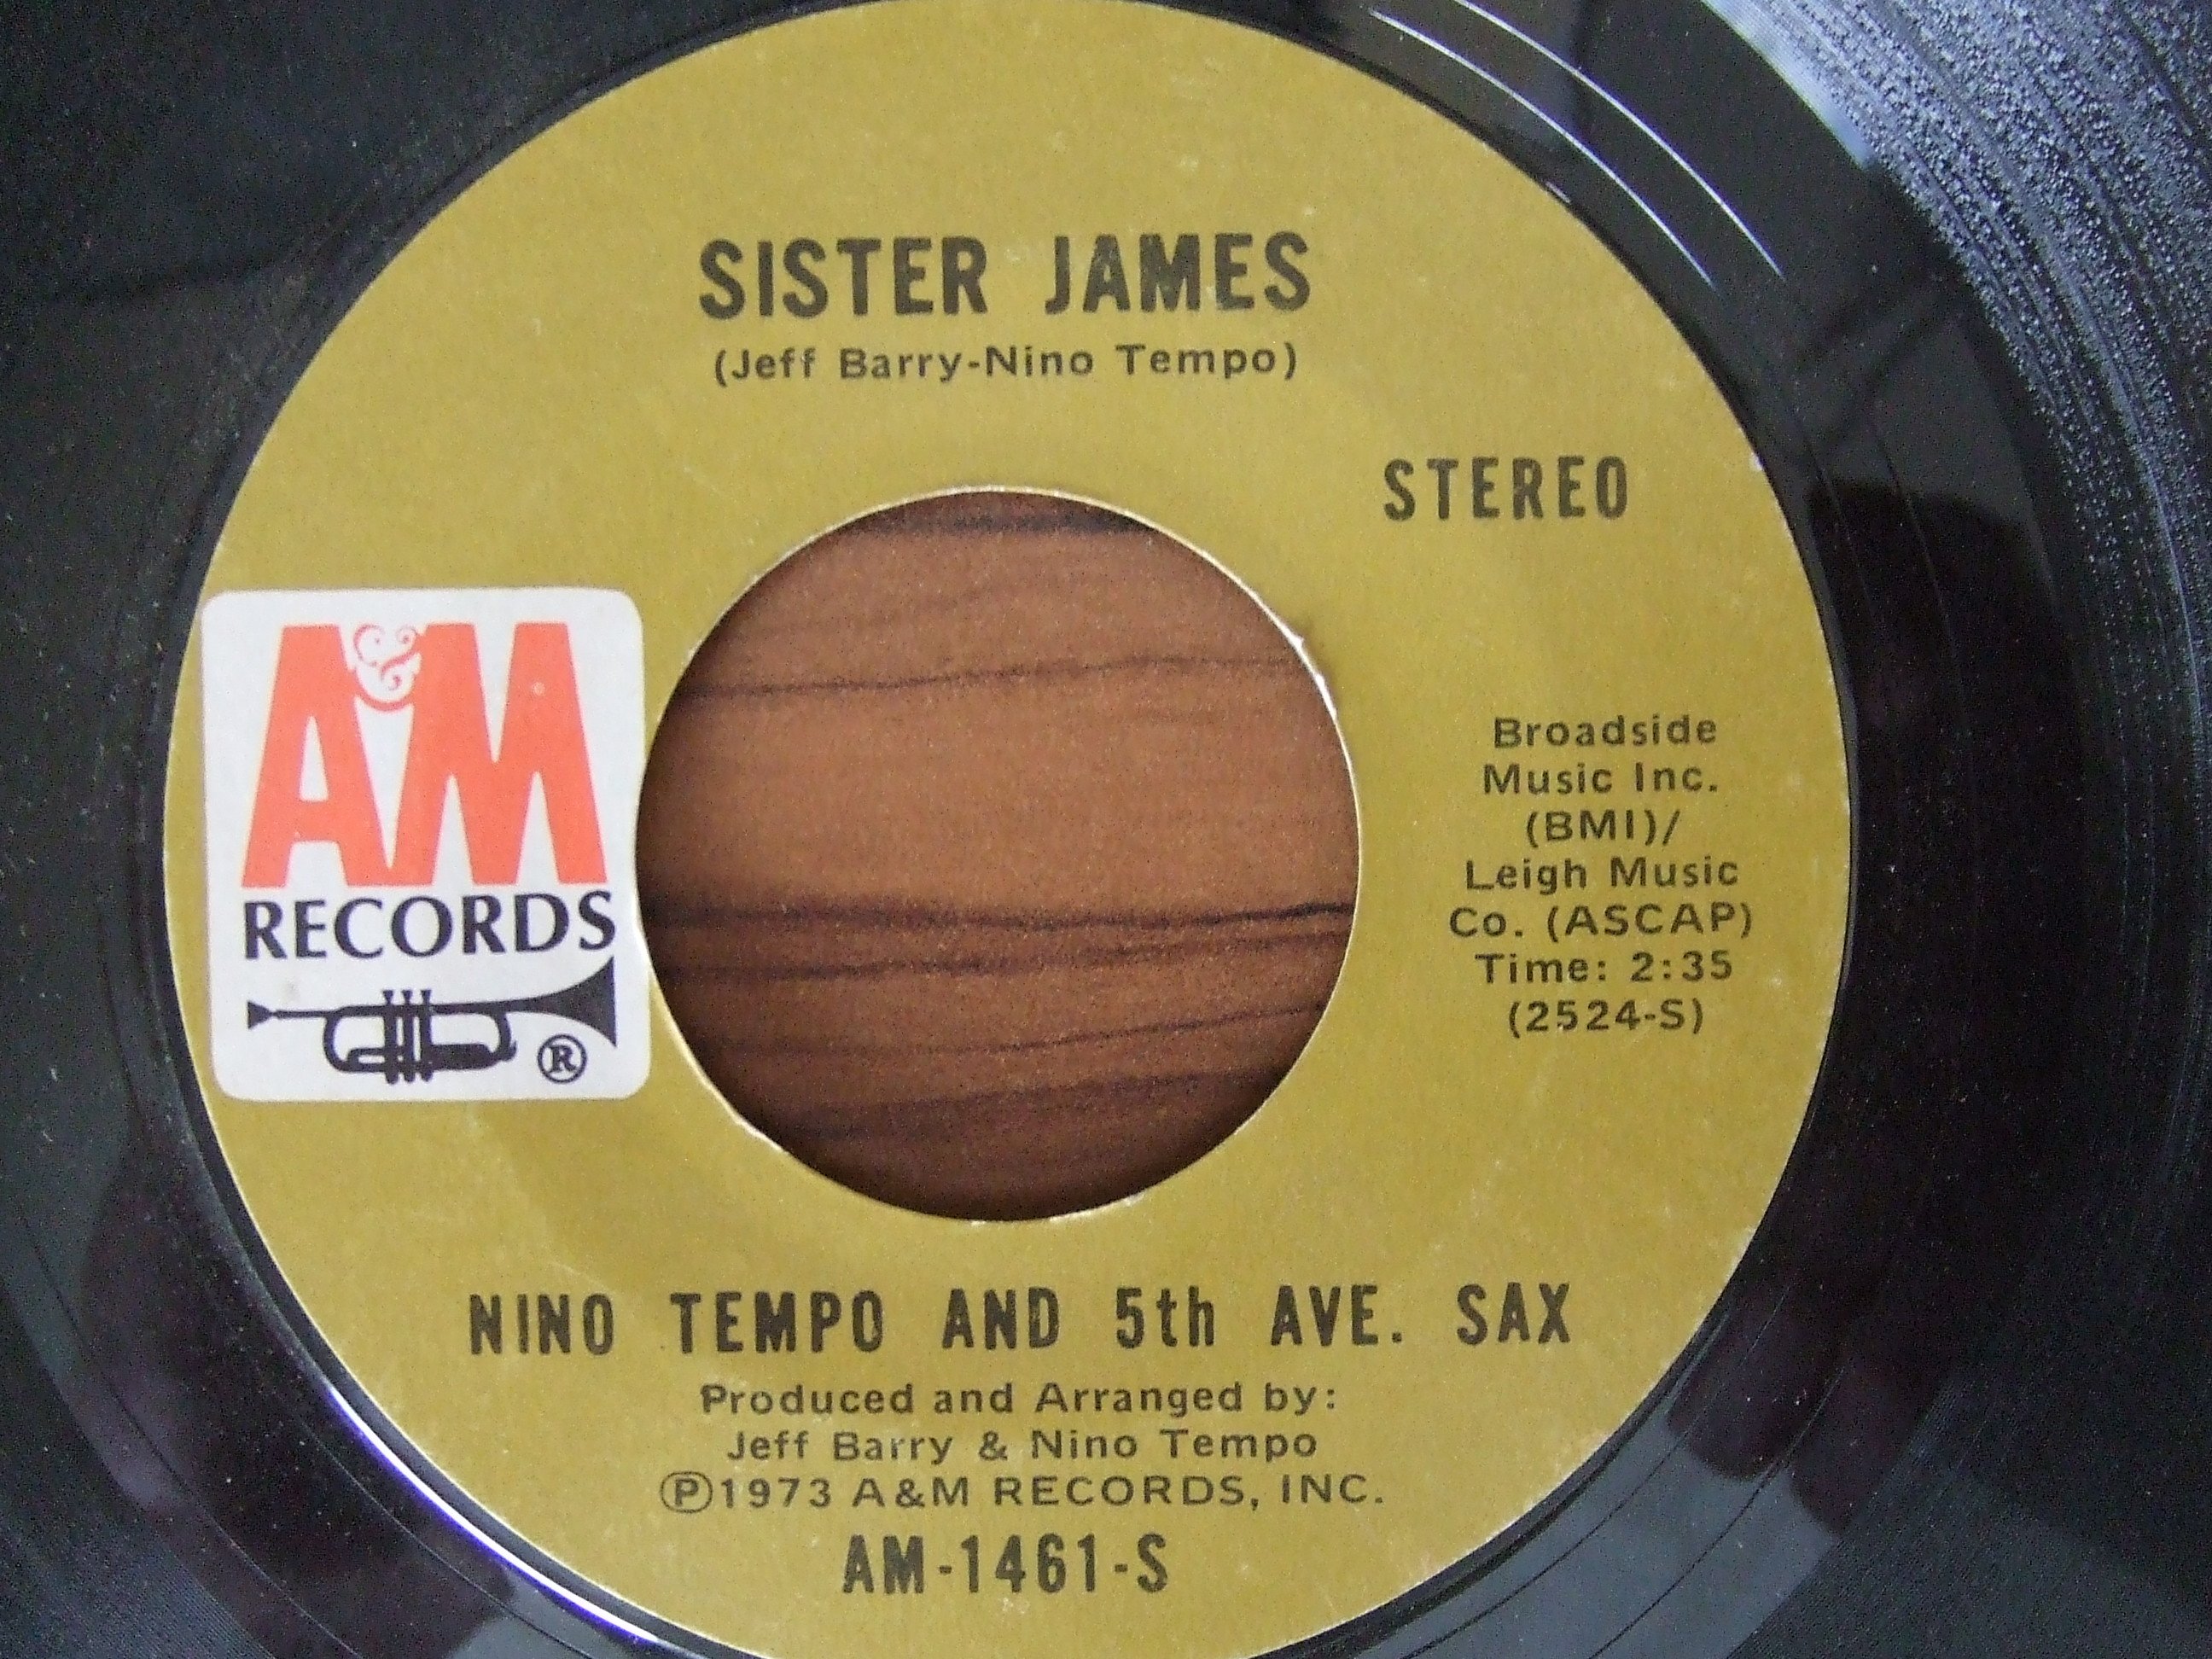 SISTER JAMES
(Jeff Barry-Nino Tempo)
STEREO
A&M
RECORDS
®
Broadside
Music Inc.
(BMI)/
Leigh Music
Co. (ASCAP)
Time: 2:35
(2524-S)
NINO TEMPO AND 5th AVE. SAX
Produced and Arranged by:
Jeff Barry & Nino Tempo
℗1973 A&M RECORDS, INC.
AM-1461-S